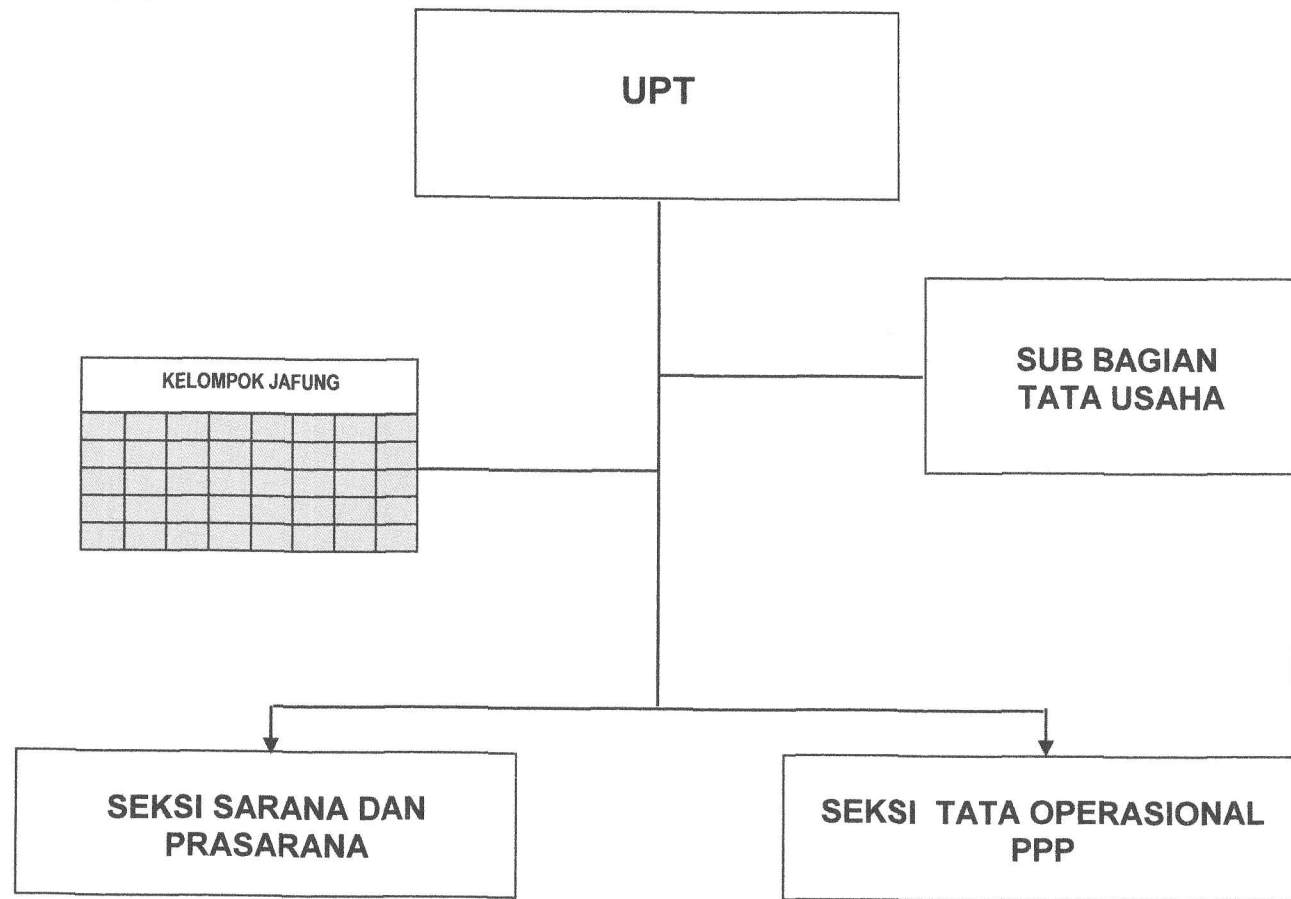 UPT
SUB BAGIAN
TATA USAHA
KELOMPOK JAFUNG
SEKSI SARANA DAN
PRASARANA
SEKSI TATA OPERASIONAL
PPP